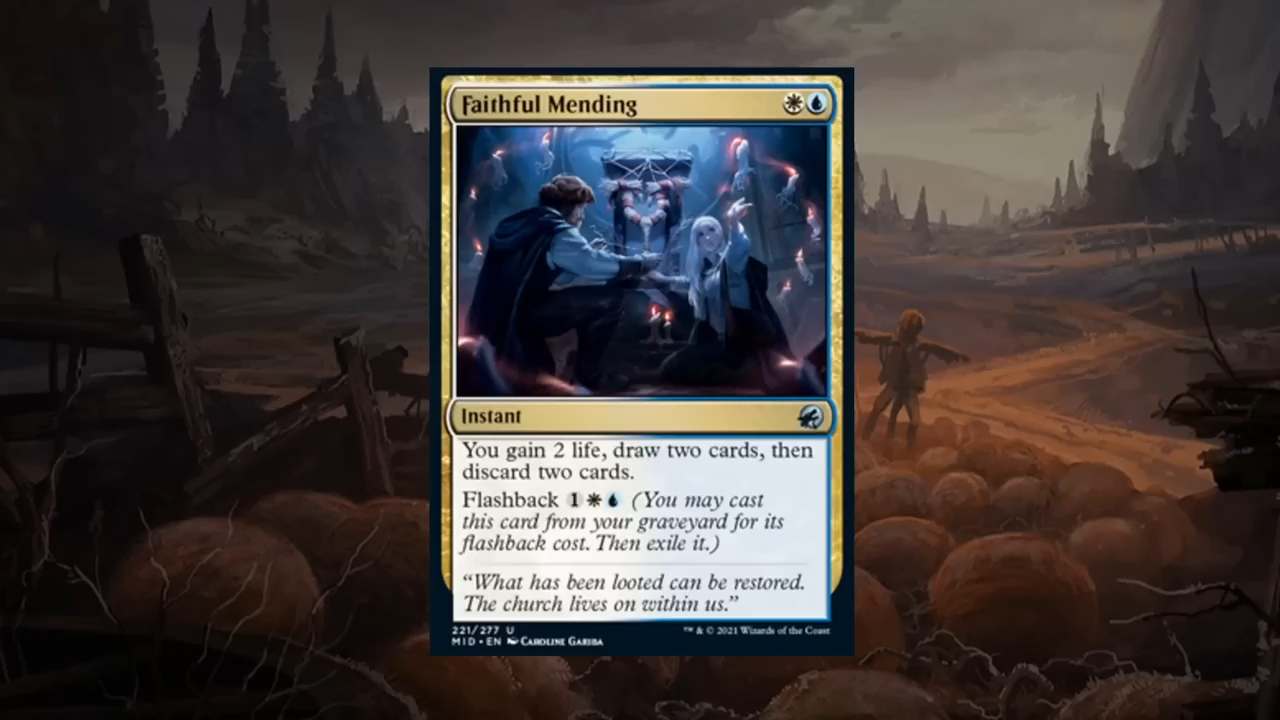 Faithful Mending
Instant
You gain 2 life, draw two cards, then
discard two cards.
Flashback 1 (You may cast
this card from your graveyard for its
flashback cost. Then exile it.)
“What has been looted can be restored.
The church lives on within us.”
221/277 U
MID • EN CAROLINE GARIBA
™ & © 2021 Wizards of the Coast